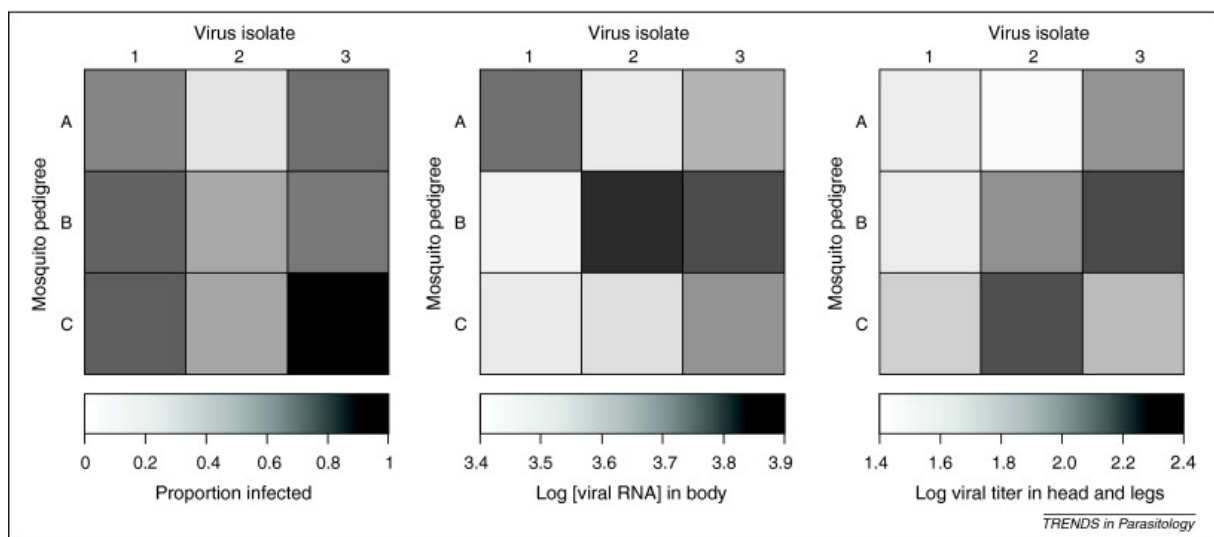 Virus isolate
1 2 3
Mosquito pedigree
A
B
C
0 0.2 0.4 0.6 0.8 1
Proportion infected
Virus isolate
1 2 3
Mosquito pedigree
A
B
C
3.4 3.5 3.6 3.7 3.8 3.9
Log [viral RNA] in body
Virus isolate
1 2 3
Mosquito pedigree
A
B
C
1.4 1.6 1.8 2.0 2.2 2.4
Log viral titer in head and legs
TRENDS in Parasitology